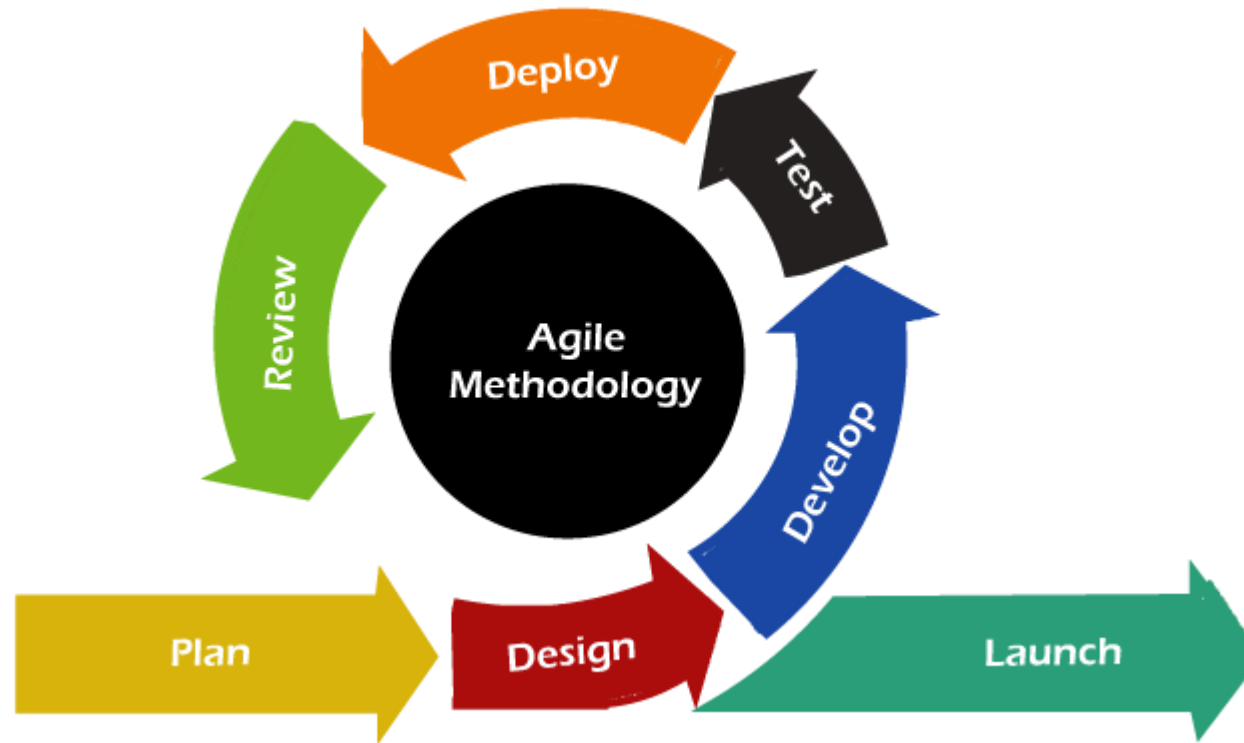 Plan
Design
Develop
Test
Deploy
Review
Launch
Agile
Methodology